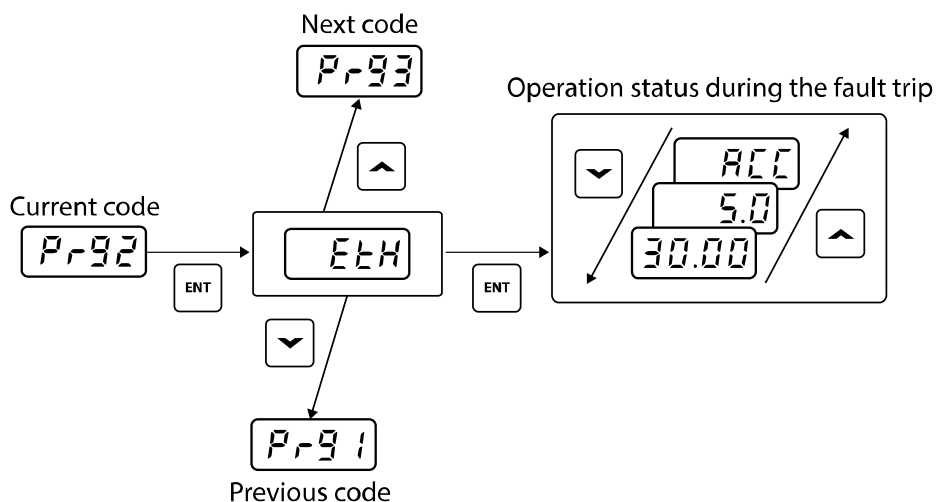 Next code
Pr93
Operation status during the fault trip
ACC
5.0
30.00
Current code
Pr92
EtH
ENT
ENT
Pr91
Previous code